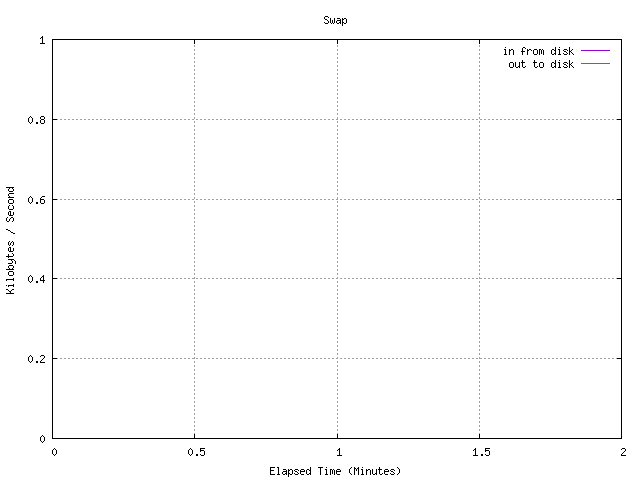 Swap
in from disk
out to disk
1
0.8
0.6
0.4
0.2
0
Kilobytes / Second
0 0.5 1 1.5 2
Elapsed Time (Minutes)